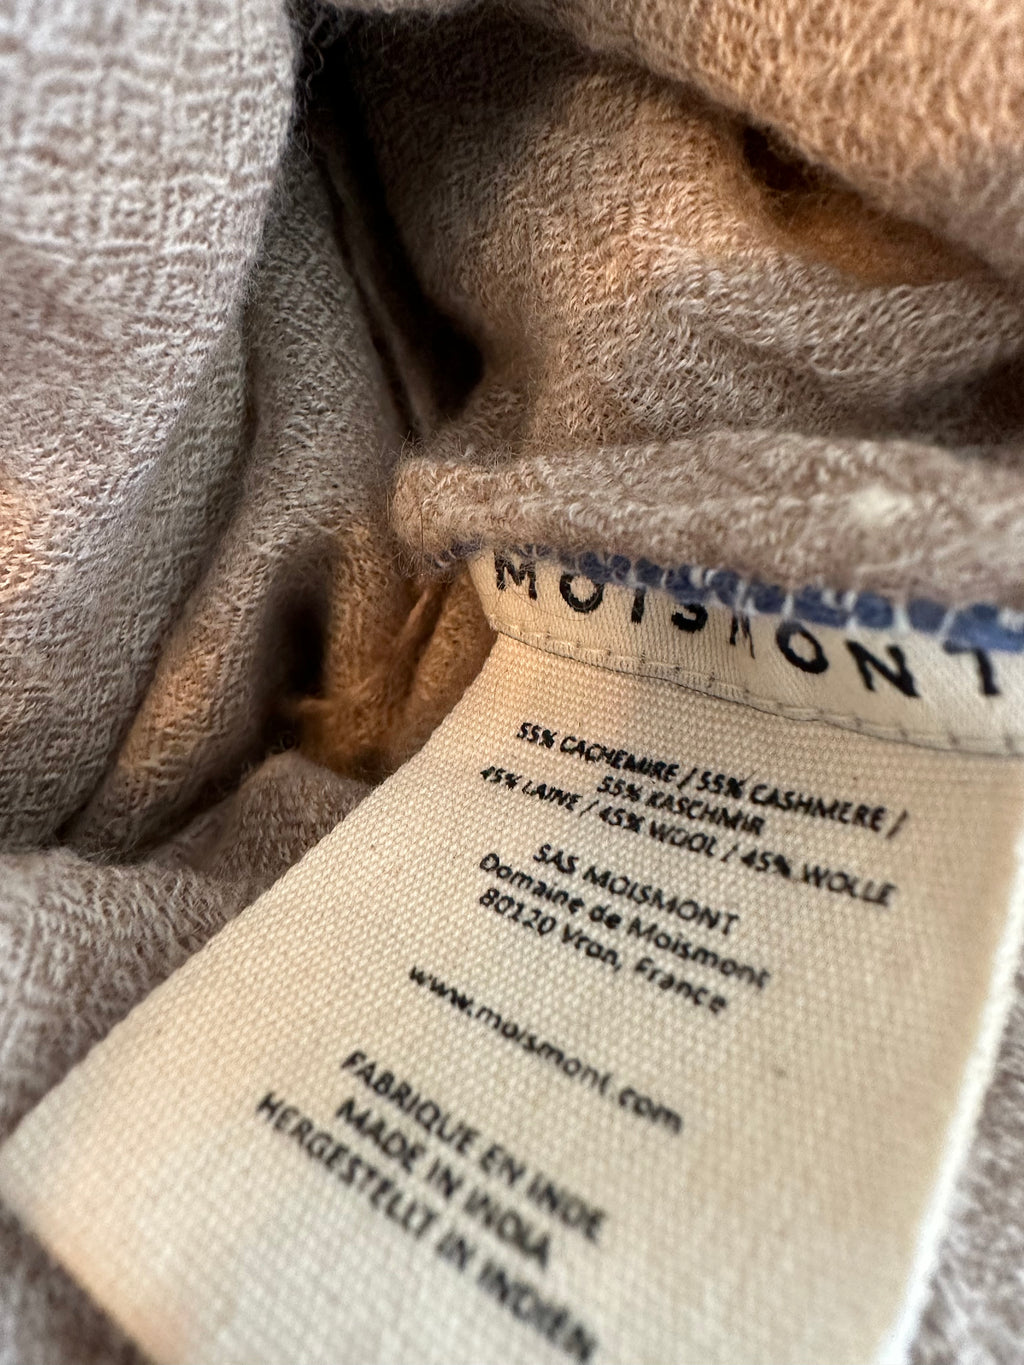 MOISMONT
55% CACHEMIRE / 55% CASHMERE /
55% KASCHMIR
45% LAINE / 45% WOOL / 45% WOLLE
SAS MOISMONT
Domaine de Moismont
80120 Vron, France
www.moismont.com
FABRIQUE EN INDE
MADE IN INDIA
HERGESTELLT IN INDIEN